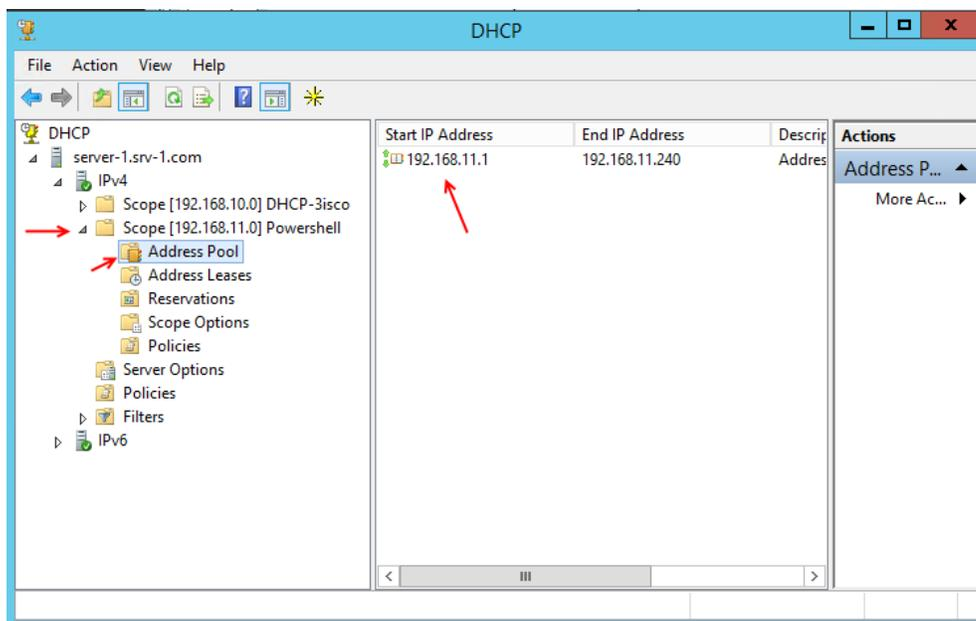 DHCP
File Action View Help
DHCP
server-1.srv-1.com
IPv4
Scope [192.168.10.0] DHCP-3isco
Scope [192.168.11.0] Powershell
Address Pool
Address Leases
Reservations
Scope Options
Policies
Server Options
Policies
Filters
IPv6
Start IP Address End IP Address Descrip
192.168.11.1 192.168.11.240 Addres
Actions
Address P...
More Ac...